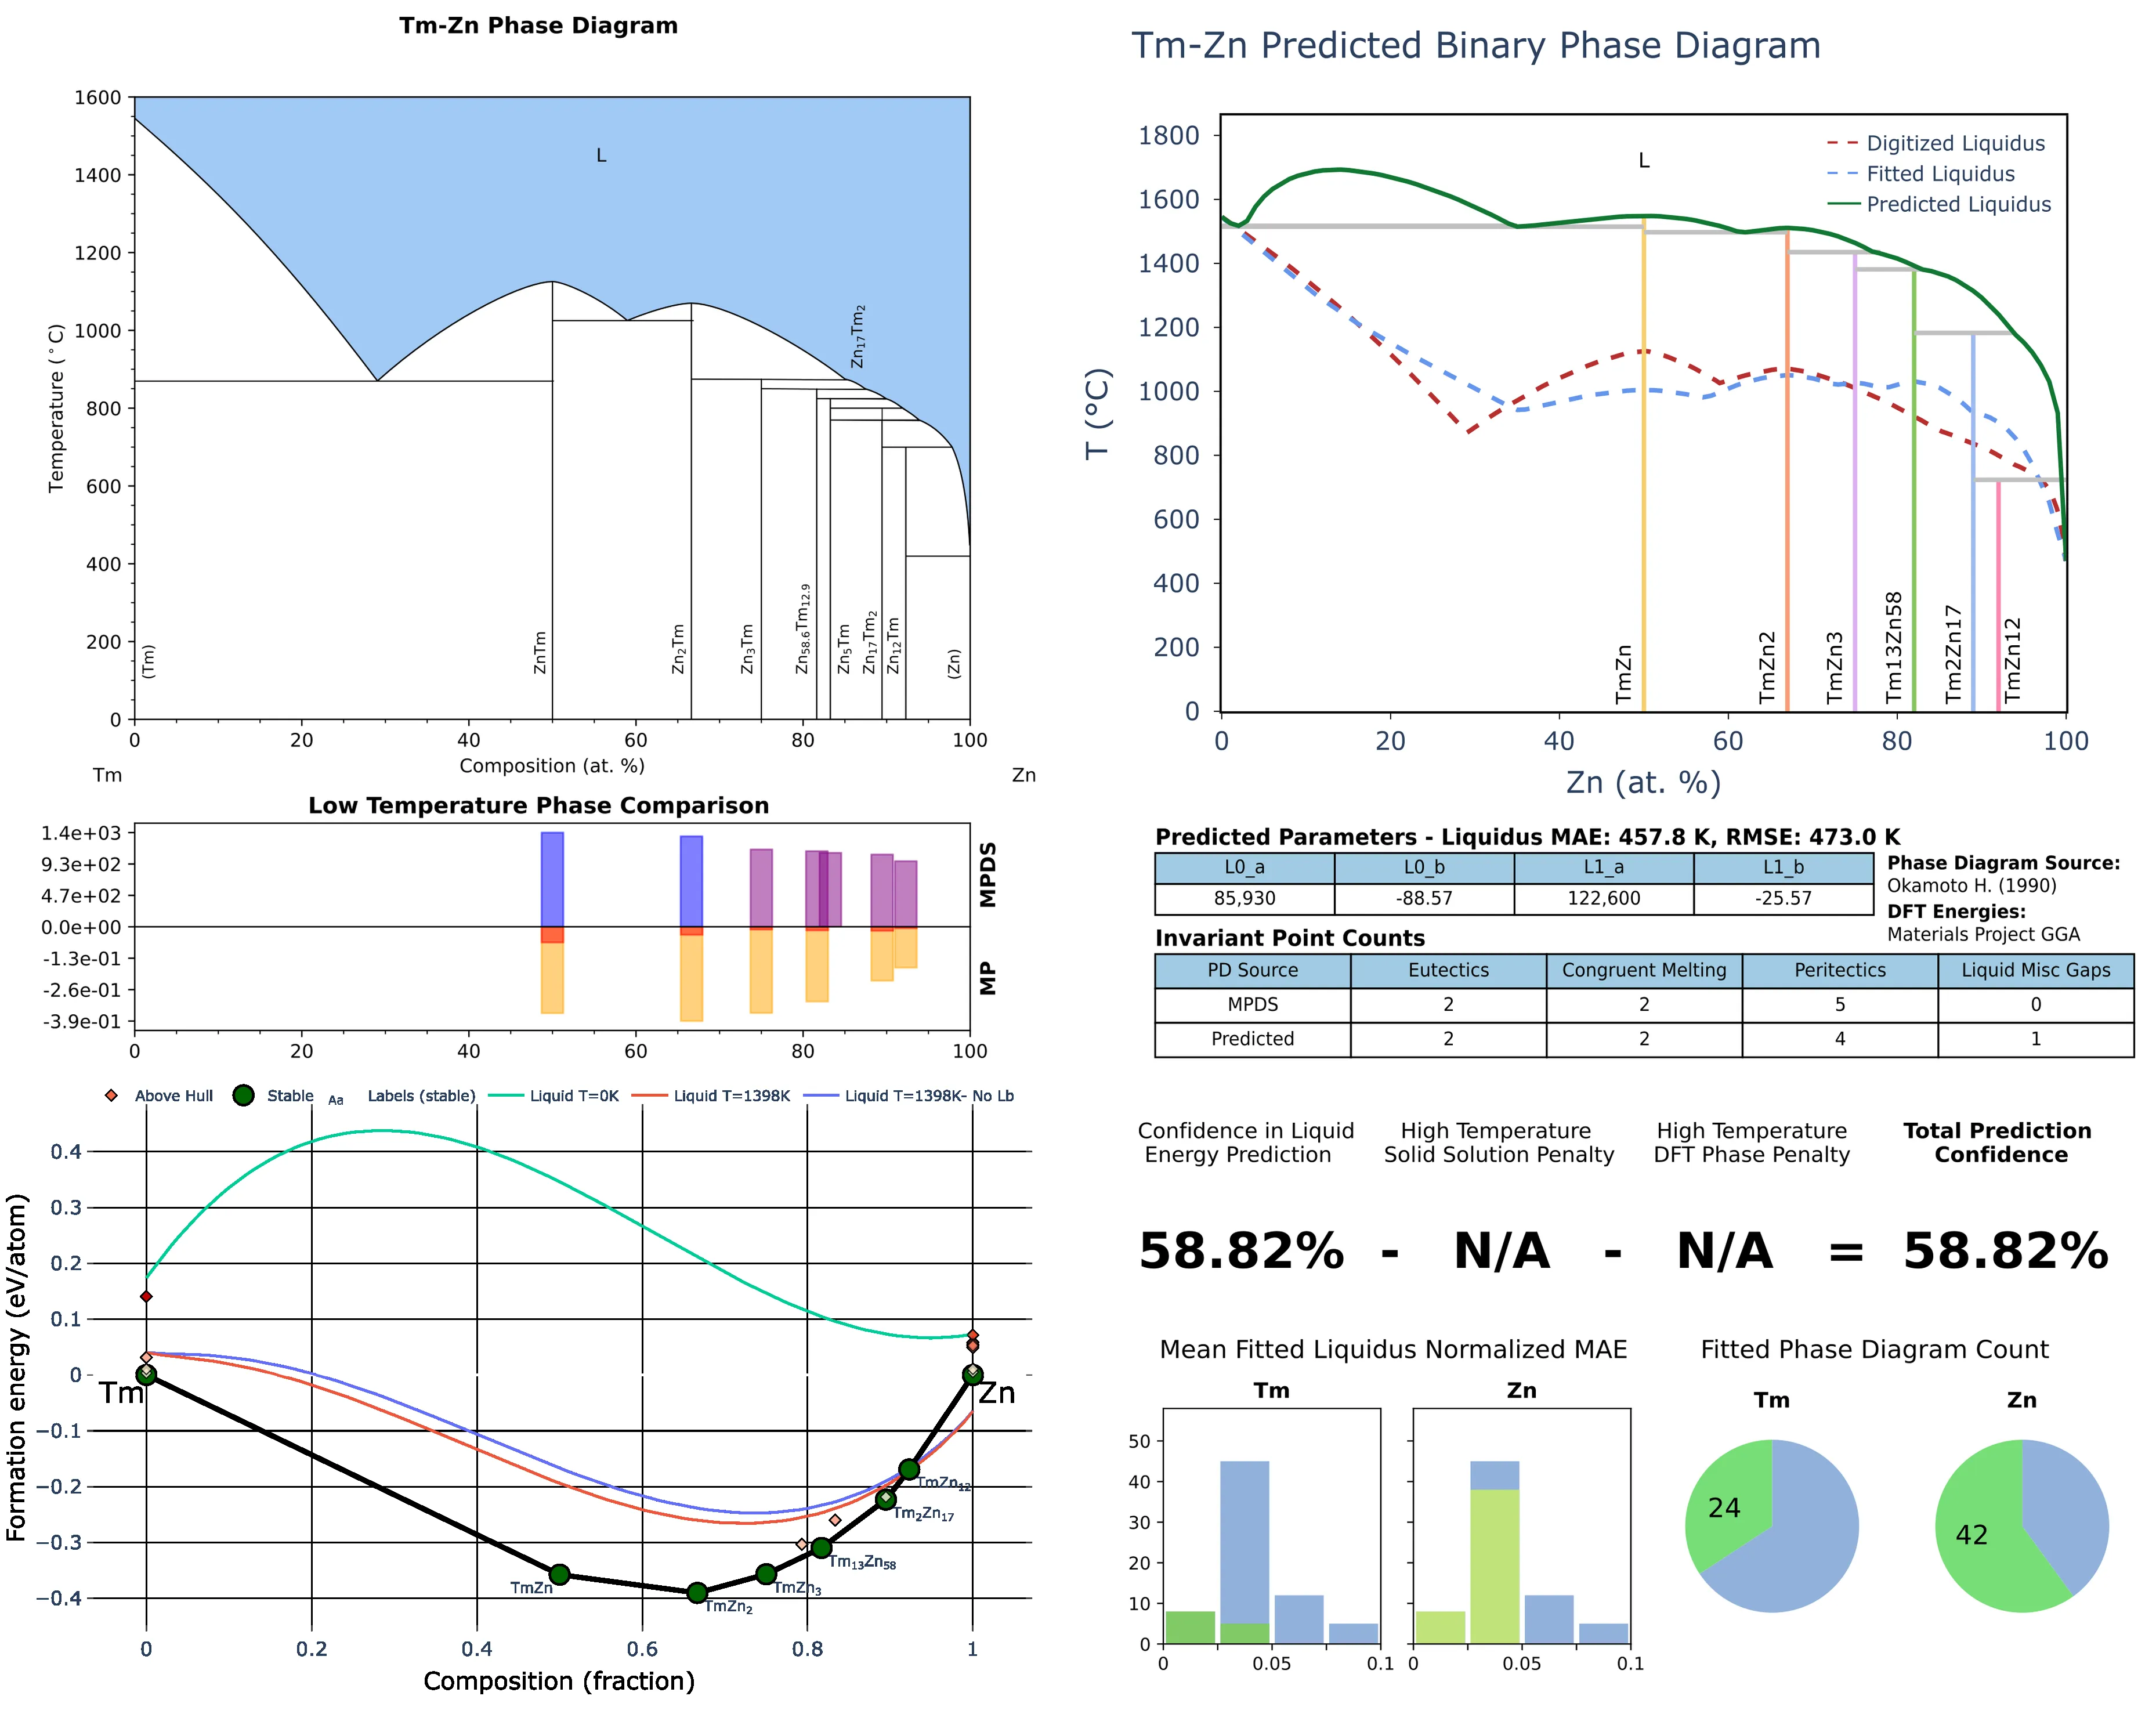 Tm-Zn Phase Diagram
1600
1400
1200
1000
800
600
400
200
0
Temperature (°C)
L
Zn17Tm2
(Tm)
ZnTm
Zn2Tm
Zn3Tm
Zn58.6Tm12.9
Zn5Tm
Zn17Tm2
Zn12Tm
(Zn)
0 20 40 60 80 100
Composition (at. %)
Tm Zn
Low Temperature Phase Comparison
1.4e+03
9.3e+02
4.7e+02
0.0e+00
-1.3e-01
-2.6e-01
-3.9e-01
MPDS
MP
0 20 40 60 80 100
Above Hull Stable Aa Labels (stable) Liquid T=0K Liquid T=1398K Liquid T=1398K- No Lb
0.4
0.3
0.2
0.1
0
−0.1
−0.2
−0.3
−0.4
Formation energy (eV/atom)
Tm
Zn
TmZn12
Tm2Zn17
Tm13Zn58
TmZn3
TmZn
TmZn2
0 0.2 0.4 0.6 0.8 1
Composition (fraction)
Tm-Zn Predicted Binary Phase Diagram
1800
1600
1400
1200
1000
800
600
400
200
0
T (°C)
L
Digitized Liquidus
Fitted Liquidus
Predicted Liquidus
TmZn
TmZn2
TmZn3
Tm13Zn58
Tm2Zn17
TmZn12
0 20 40 60 80 100
Zn (at. %)
Predicted Parameters - Liquidus MAE: 457.8 K, RMSE: 473.0 K
L0_a L0_b L1_a L1_b
85,930 -88.57 122,600 -25.57
Phase Diagram Source:
Okamoto H. (1990)
DFT Energies:
Materials Project GGA
Invariant Point Counts
PD Source Eutectics Congruent Melting Peritectics Liquid Misc Gaps
MPDS 2 2 5 0
Predicted 2 2 4 1
Confidence in Liquid
Energy Prediction
High Temperature
Solid Solution Penalty
High Temperature
DFT Phase Penalty
Total Prediction
Confidence
58.82% - N/A - N/A = 58.82%
Mean Fitted Liquidus Normalized MAE
Tm
Zn
50
40
30
20
10
0
0 0.05 0.1
0 0.05 0.1
Fitted Phase Diagram Count
Tm
Zn
24
42